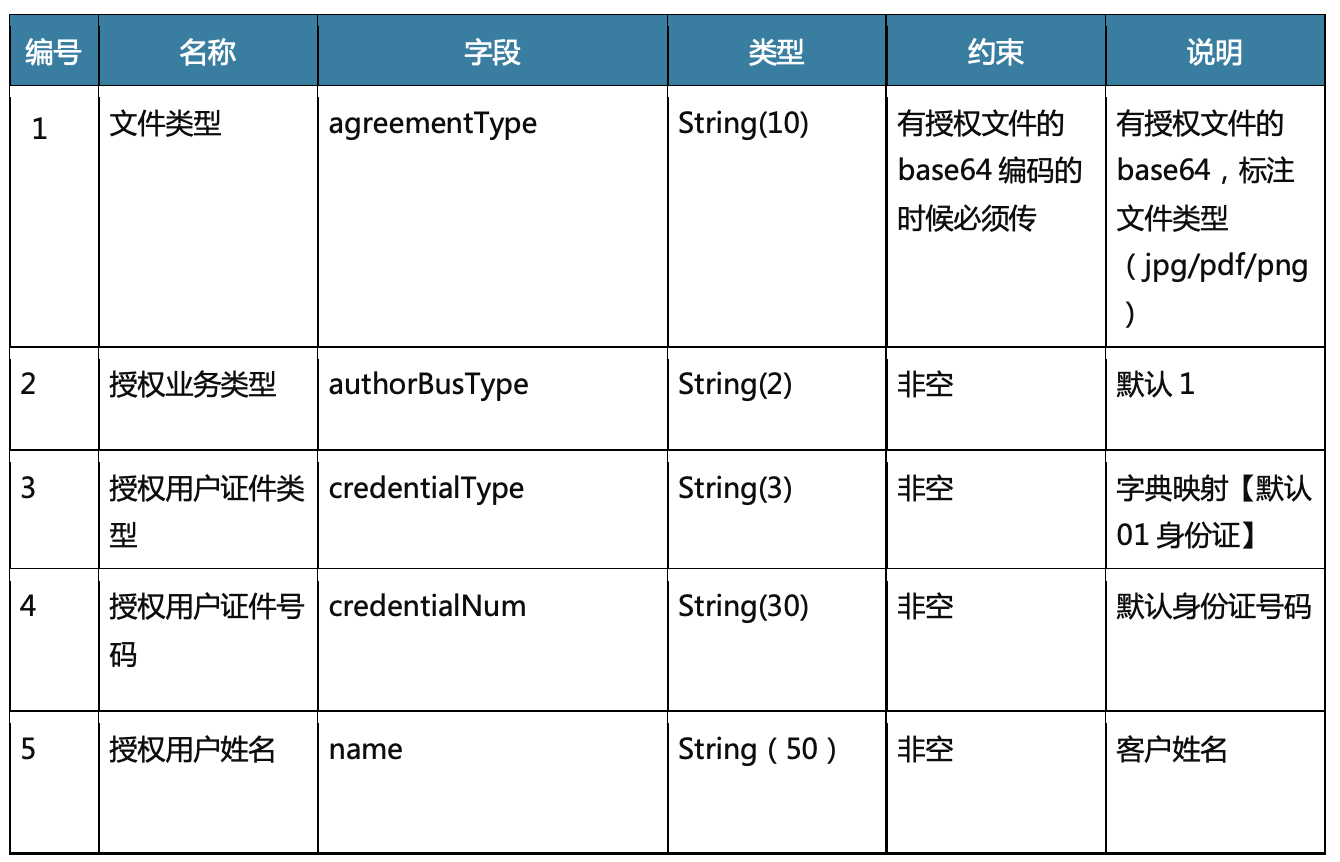 编号 名称 字段 类型 约束 说明
1 文件类型 agreementType String(10) 有授权文件的 有授权文件的
base64 编码的 base64，标注
时候必须传 文件类型
（jpg/pdf/png
）
2 授权业务类型 authorBusType String(2) 非空 默认 1
3 授权用户证件类 credentialType String(3) 非空 字典映射【默认
型 01 身份证】
4 授权用户证件号 credentialNum String(30) 非空 默认身份证号码
码
5 授权用户姓名 name String（50） 非空 客户姓名